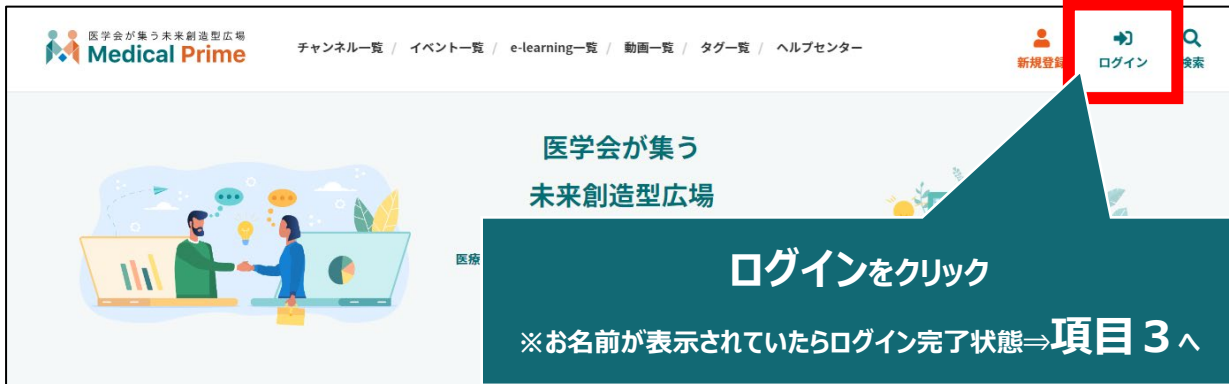 医学会が集う未来創造型広場
Medical Prime
チャンネル一覧 / イベント一覧 / e-learning一覧 / 動画一覧 / タグ一覧 / ヘルプセンター
新規登録
ログイン
検索
医学会が集う
未来創造型広場
医療
ログインをクリック
※お名前が表示されていたらログイン完了状態⇒項目３へ